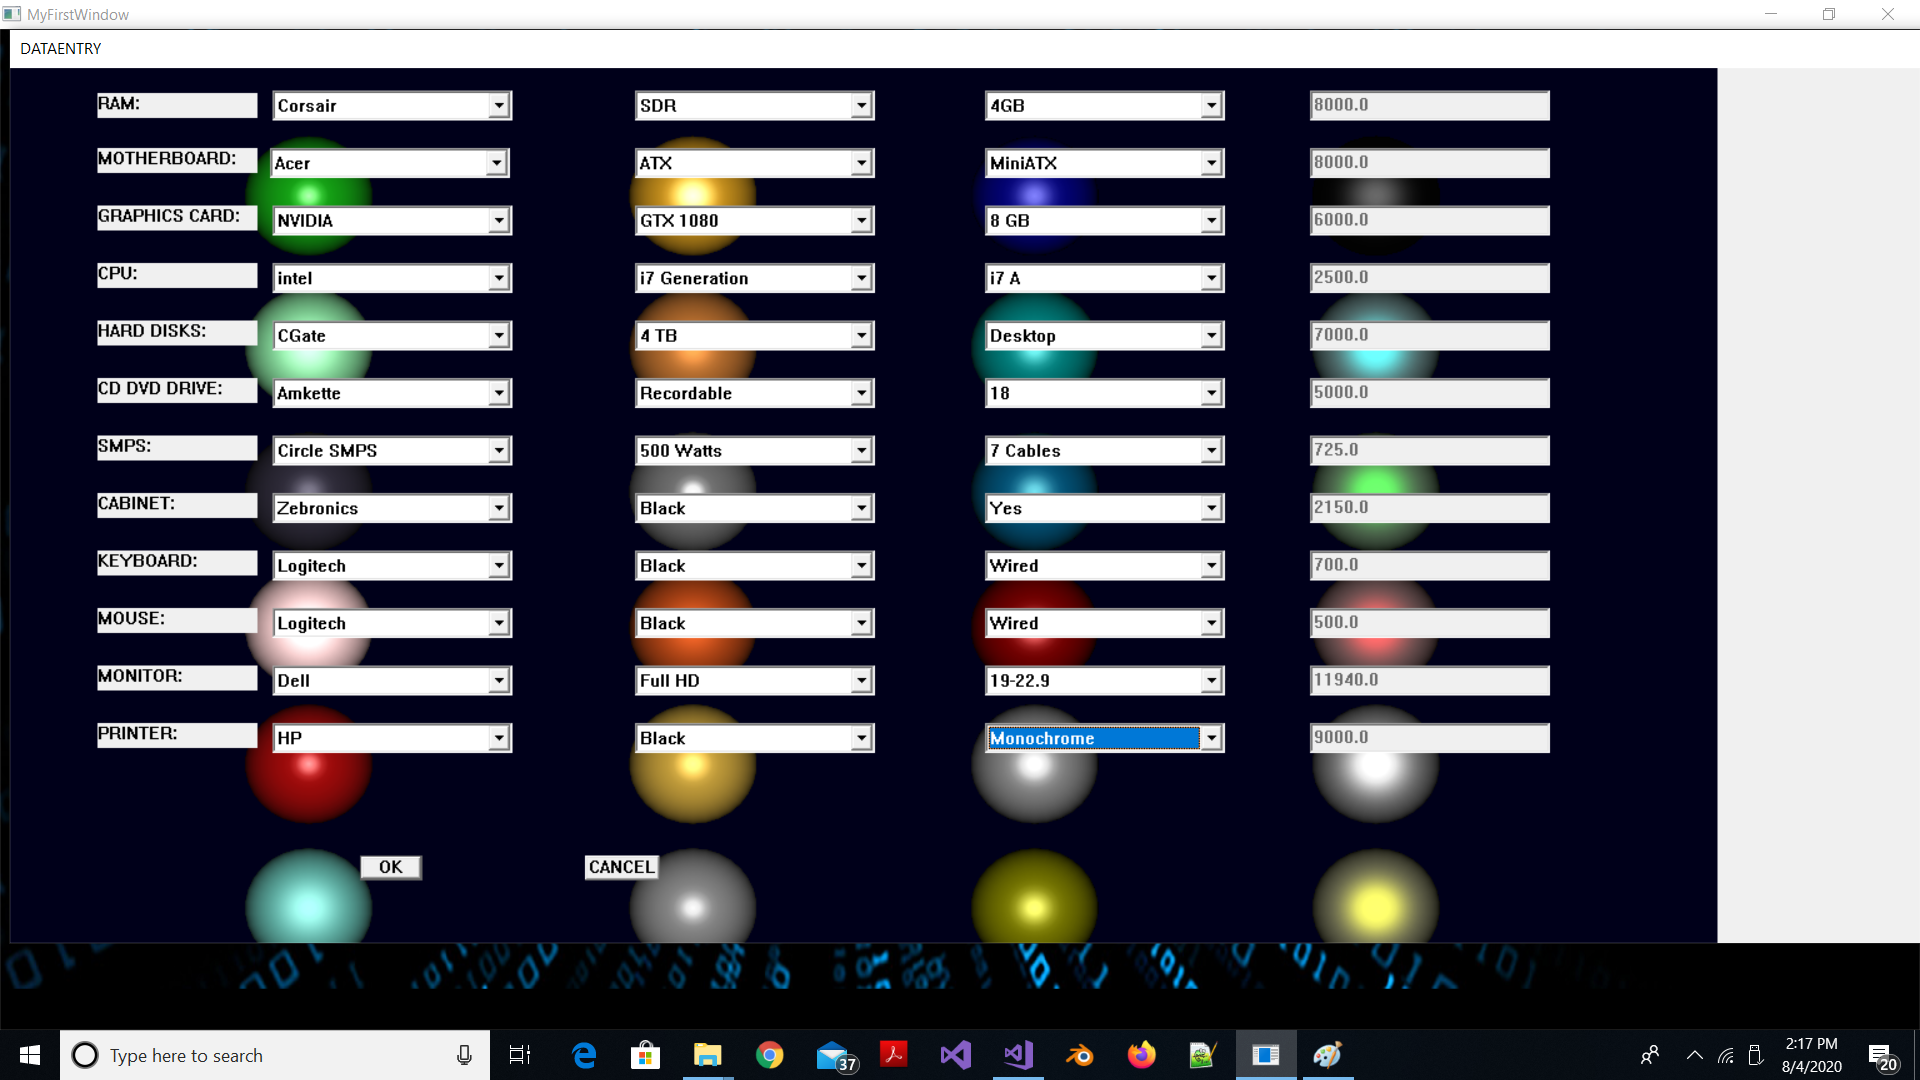 MyFirstWindow
DATAENTRY
RAM: Corsair SDR 4GB 8000.0
MOTHERBOARD: Acer ATX MiniATX 8000.0
GRAPHICS CARD: NVIDIA GTX 1080 8 GB 6000.0
CPU: intel i7 Generation i7 A 2500.0
HARD DISKS: CGate 4 TB Desktop 7000.0
CD DVD DRIVE: Amkette Recordable 18 5000.0
SMPS: Circle SMPS 500 Watts 7 Cables 725.0
CABINET: Zebronics Black Yes 2150.0
KEYBOARD: Logitech Black Wired 700.0
MOUSE: Logitech Black Wired 500.0
MONITOR: Dell Full HD 19-22.9 11940.0
PRINTER: HP Black Monochrome 9000.0
OK CANCEL
Type here to search 37 2:17 PM
8/4/2020 20